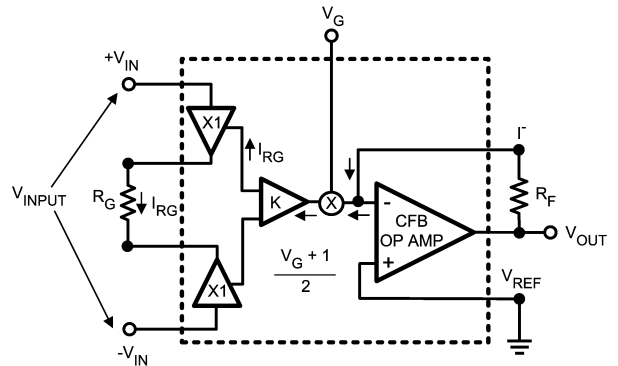 V_G
+V_IN
X1
I⁻
I_RG
V_INPUT
R_G
I_RG
K
X
-
CFB
OP AMP
R_F
V_OUT
V_G + 1
2
+
V_REF
X1
-V_IN